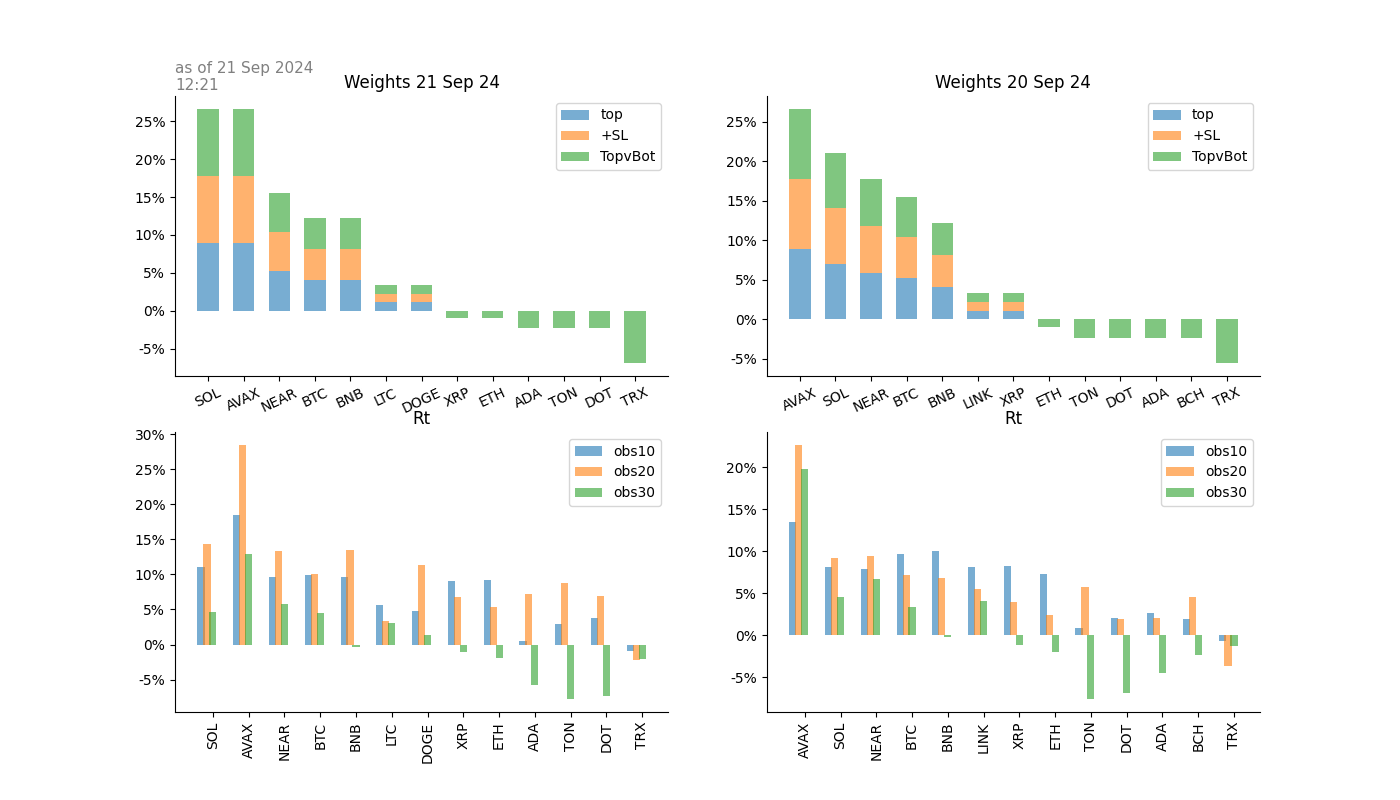 as of 21 Sep 2024
12:21
Weights 21 Sep 24
25%
20%
15%
10%
5%
0%
-5%
top
+SL
TopvBot
SOL AVAX NEAR BTC BNB LTC DOGE XRP ETH ADA TON DOT TRX
Weights 20 Sep 24
25%
20%
15%
10%
5%
0%
-5%
top
+SL
TopvBot
AVAX SOL NEAR BTC BNB LINK XRP ETH TON DOT ADA BCH TRX
Rt
30%
25%
20%
15%
10%
5%
0%
-5%
obs10
obs20
obs30
SOL AVAX NEAR BTC BNB LTC DOGE XRP ETH ADA TON DOT TRX
Rt
20%
15%
10%
5%
0%
-5%
obs10
obs20
obs30
AVAX SOL NEAR BTC BNB LINK XRP ETH TON DOT ADA BCH TRX